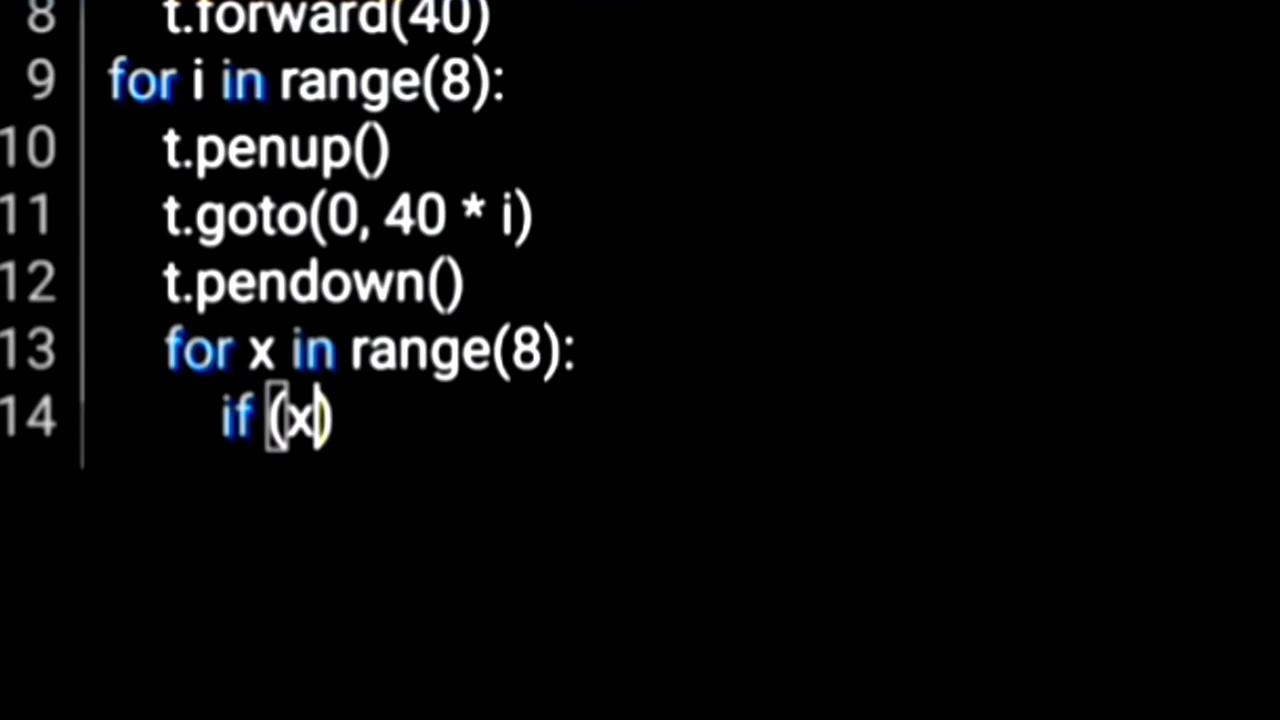 8 t.forward(40)
9 for i in range(8):
10 t.penup()
11 t.goto(0, 40 * i)
12 t.pendown()
13 for x in range(8):
14 if (x)